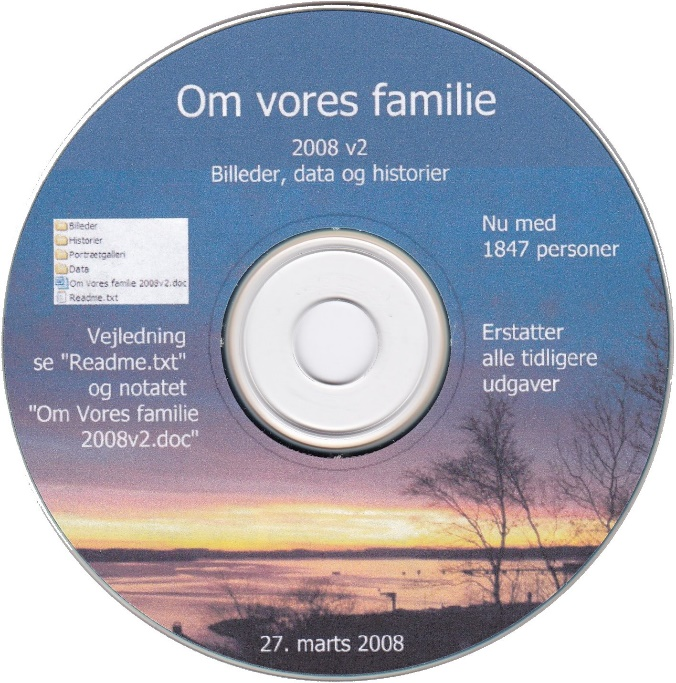 Om vores familie
2008 v2
Billeder, data og historier
Billeder
Historier
Portrætgalleri
Data
Om vores familie 2008v2.doc
Readme.txt
Nu med
1847 personer
Vejledning
se "Readme.txt"
og notatet
"Om Vores familie
2008v2.doc"
Erstatter
alle tidligere
udgaver
27. marts 2008